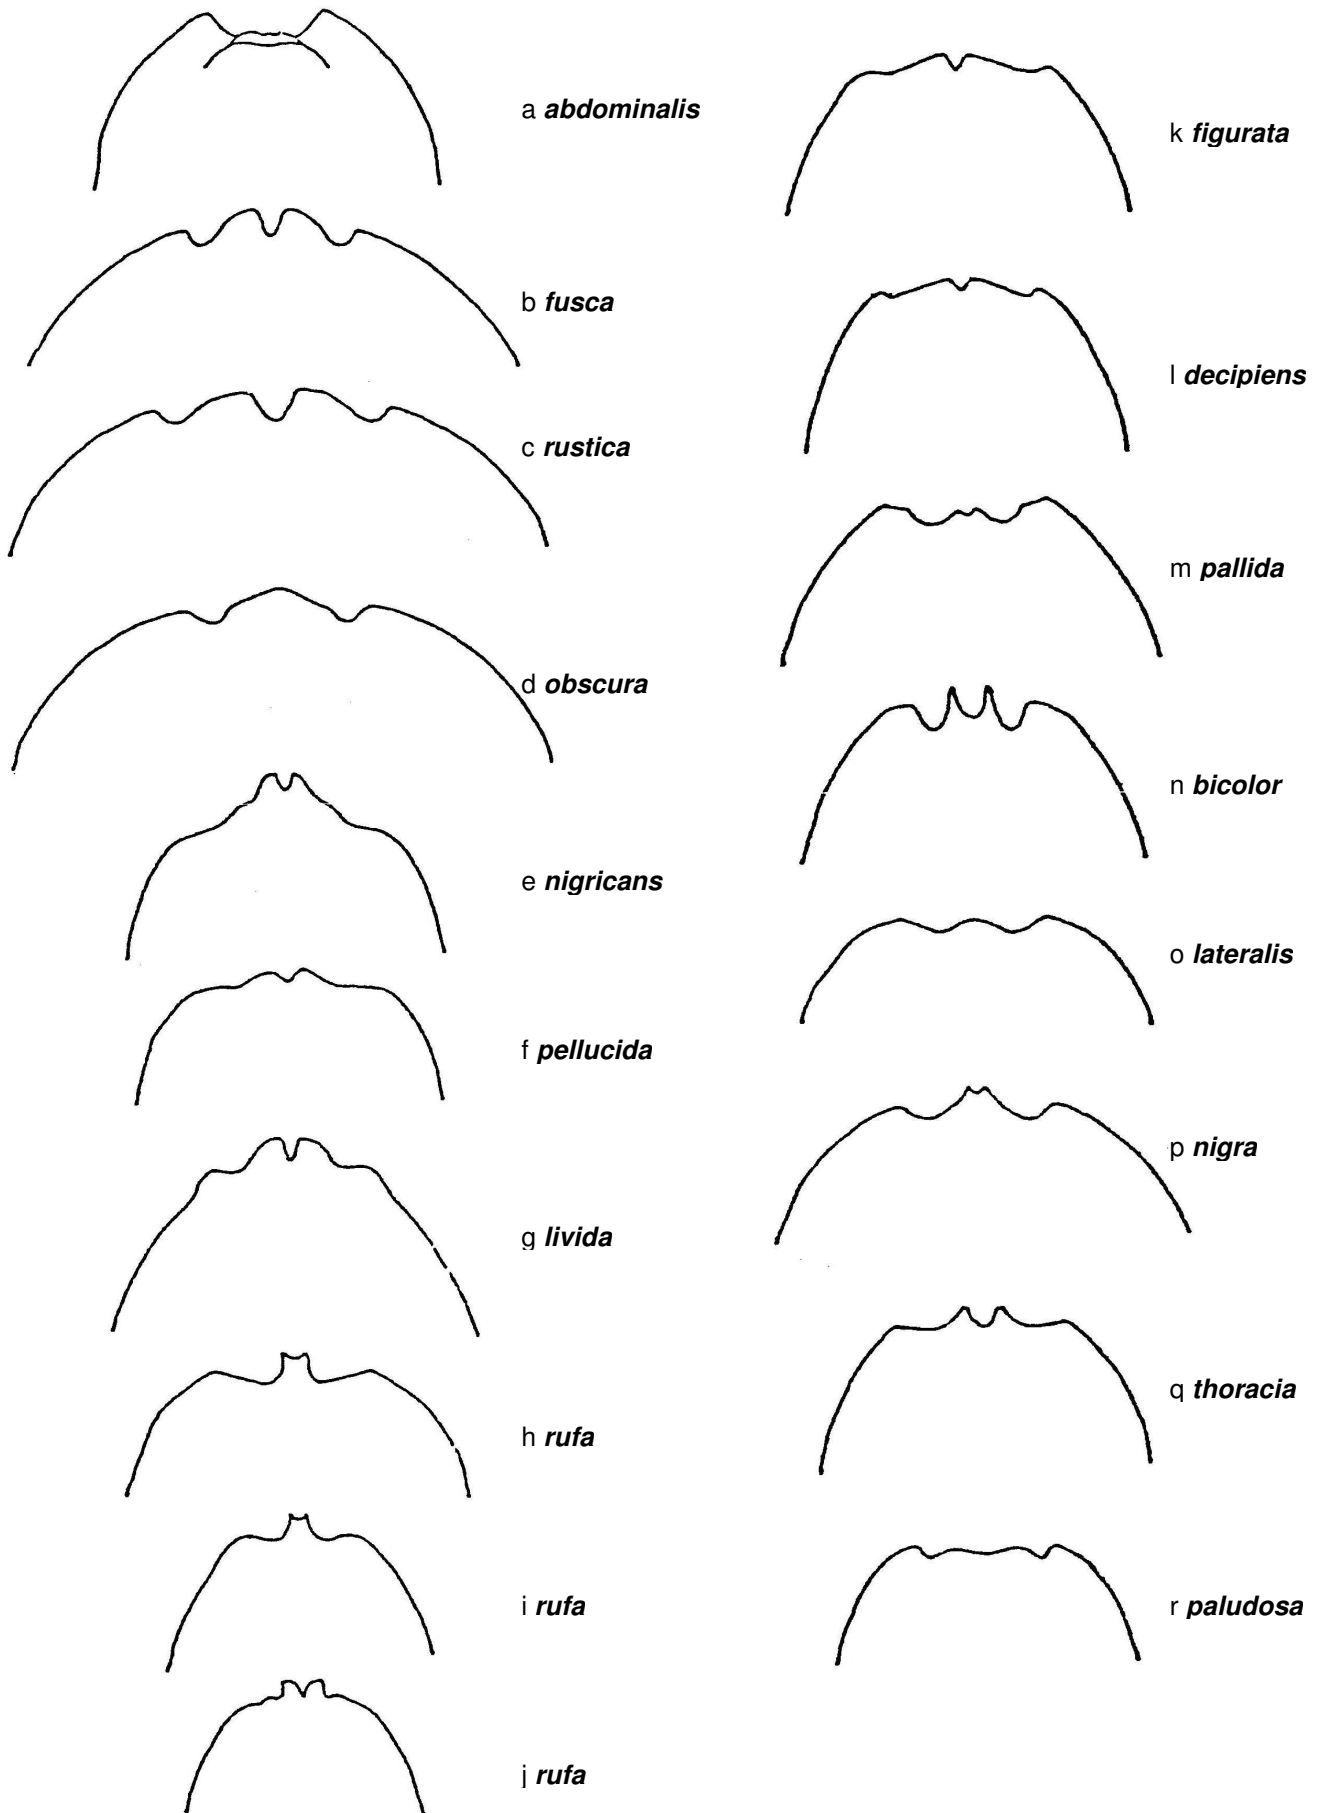 a abdominalis
b fusca
c rustica
d obscura
e nigricans
f pellucida
g livida
h rufa
i rufa
j rufa
k figurata
l decipiens
m pallida
n bicolor
o lateralis
p nigra
q thoracia
r paludosa